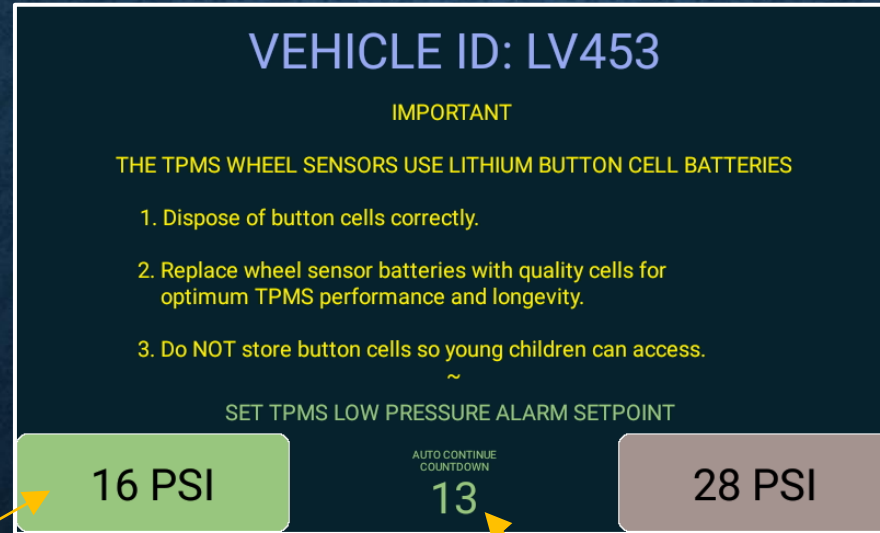 VEHICLE ID: LV453
IMPORTANT
THE TPMS WHEEL SENSORS USE LITHIUM BUTTON CELL BATTERIES
1. Dispose of button cells correctly.
2. Replace wheel sensor batteries with quality cells for
optimum TPMS performance and longevity.
3. Do NOT store button cells so young children can access.
~
SET TPMS LOW PRESSURE ALARM SETPOINT
16 PSI
AUTO CONTINUE
COUNTDOWN
13
28 PSI